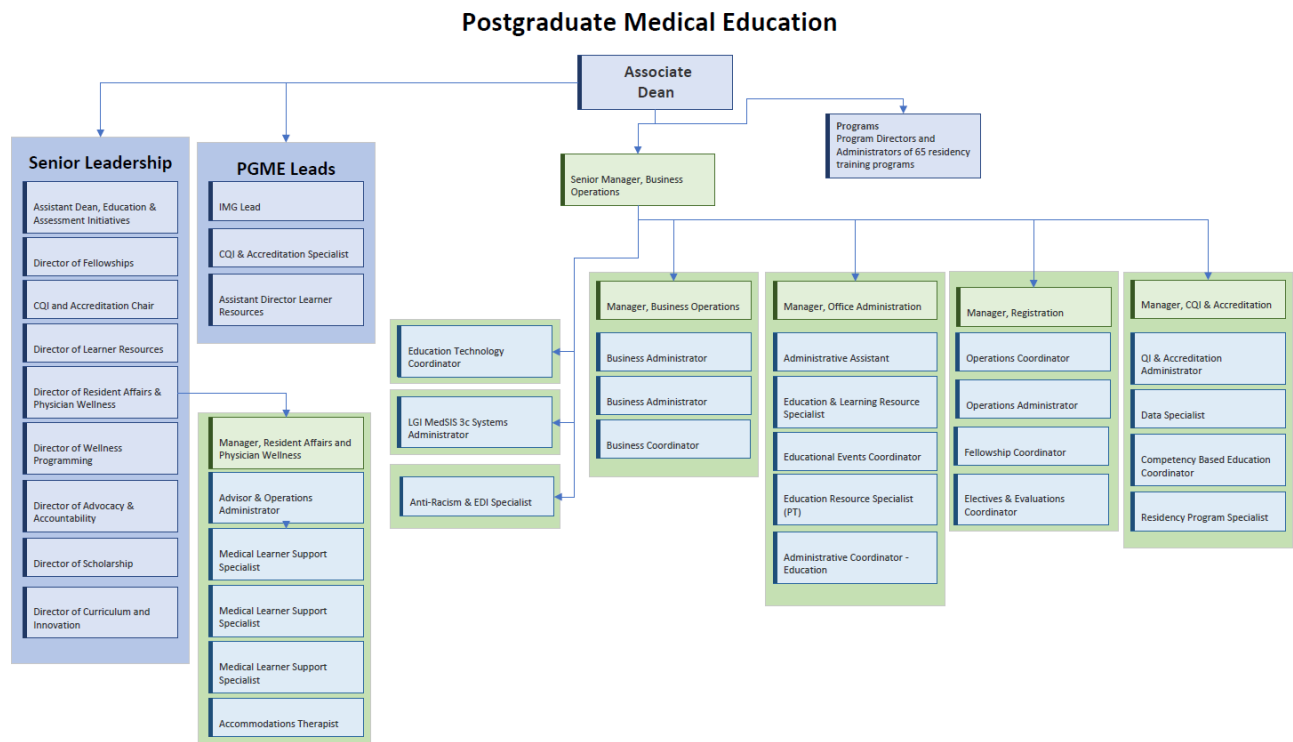 Postgraduate Medical Education
Associate
Dean
Programs
Program Directors and
Administrators of 65 residency
training programs
Senior Leadership
Assistant Dean, Education &
Assessment Initiatives
Director of Fellowships
CQI and Accreditation Chair
Director of Learner Resources
Director of Resident Affairs &
Physician Wellness
Director of Wellness
Programming
Director of Advocacy &
Accountability
Director of Scholarship
Director of Curriculum and
Innovation
PGME Leads
IMG Lead
CQI & Accreditation Specialist
Assistant Director Learner
Resources
Manager, Resident Affairs and
Physician Wellness
Advisor & Operations
Administrator
Medical Learner Support
Specialist
Medical Learner Support
Specialist
Medical Learner Support
Specialist
Accommodations Therapist
Senior Manager, Business
Operations
Education Technology
Coordinator
LGI MedSIS 3c Systems
Administrator
Anti-Racism & EDI Specialist
Manager, Business Operations
Business Administrator
Business Administrator
Business Coordinator
Manager, Office Administration
Administrative Assistant
Education & Learning Resource
Specialist
Educational Events Coordinator
Education Resource Specialist
(PT)
Administrative Coordinator -
Education
Manager, Registration
Operations Coordinator
Operations Administrator
Fellowship Coordinator
Electives & Evaluations
Coordinator
Manager, CQI & Accreditation
QI & Accreditation
Administrator
Data Specialist
Competency Based Education
Coordinator
Residency Program Specialist